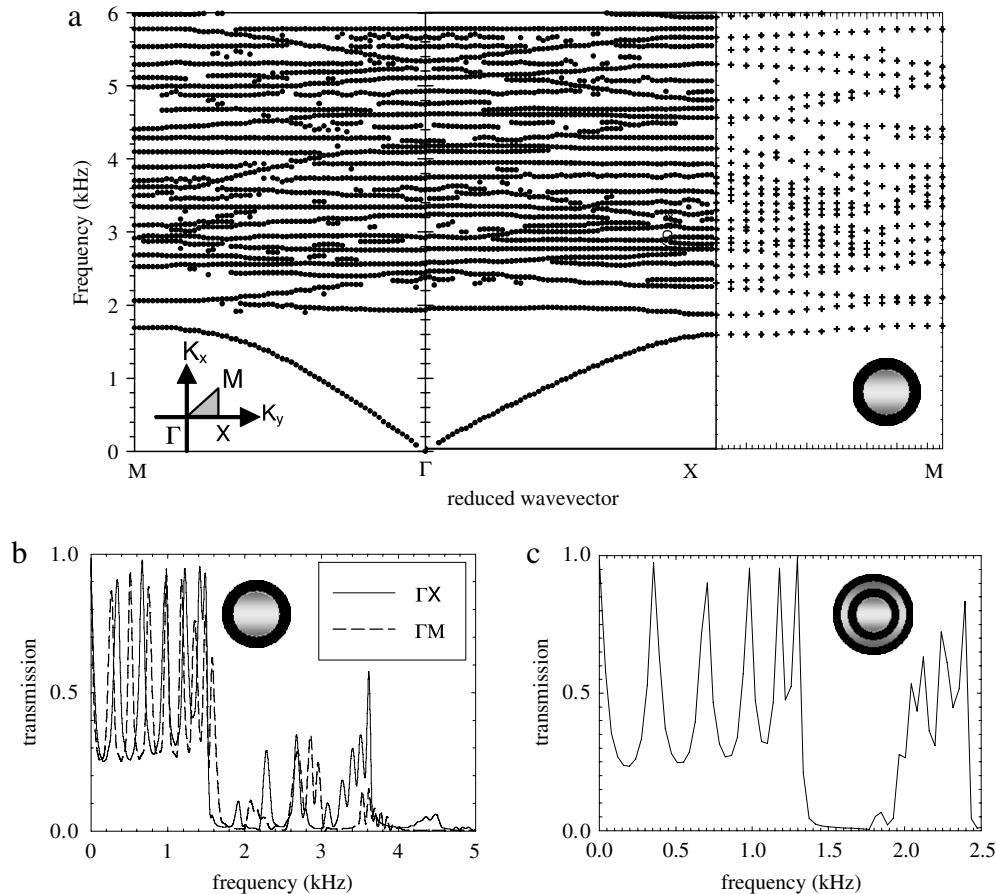 a
Frequency (kHz)
6
5
4
3
2
1
0
Kx
M
Ky
Γ
X
M
Γ
X
M
reduced wavevector
b
transmission
1.0
0.5
0.0
ΓX
ΓM
0
1
2
3
4
5
frequency (kHz)
c
transmission
1.0
0.5
0.0
0.0
0.5
1.0
1.5
2.0
2.5
frequency (kHz)